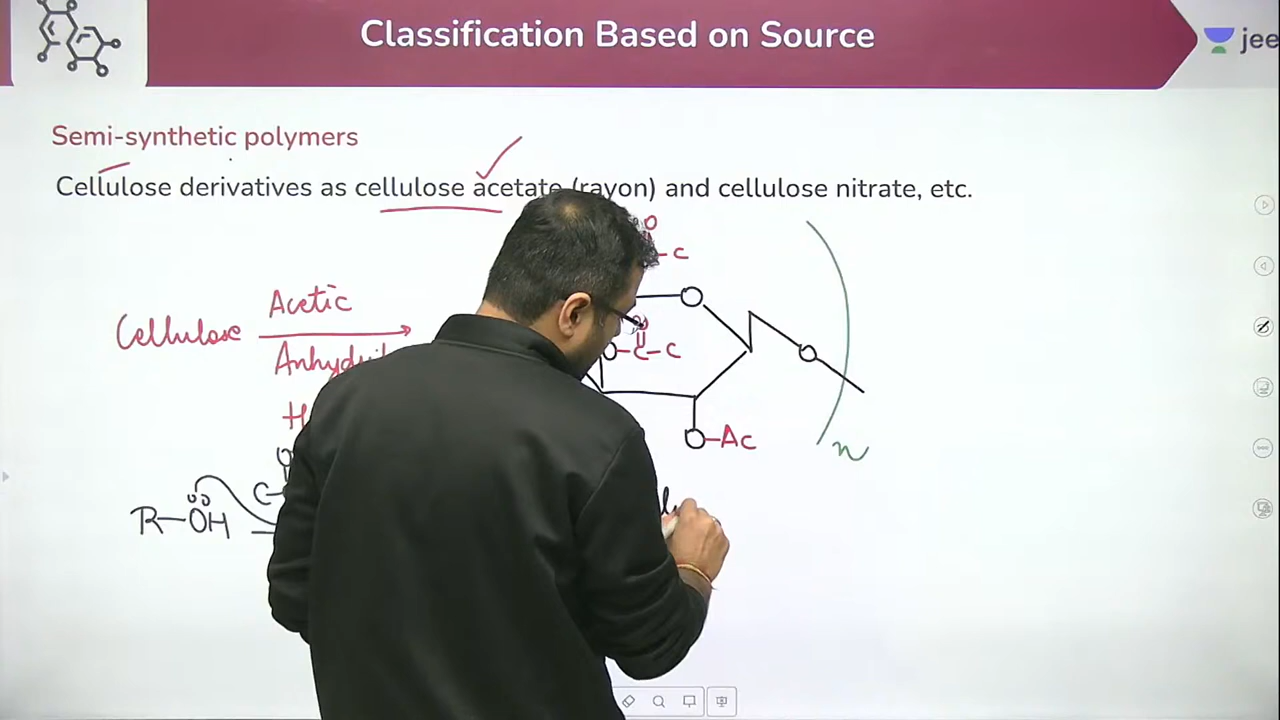 Classification Based on Source
jee
Semi-synthetic polymers
Cellulose derivatives as cellulose acetate (rayon) and cellulose nitrate, etc.
O
C
Acetic
O
Cellulose
O
O-C-C
O
H
O-Ac
n
O
C
R-OH